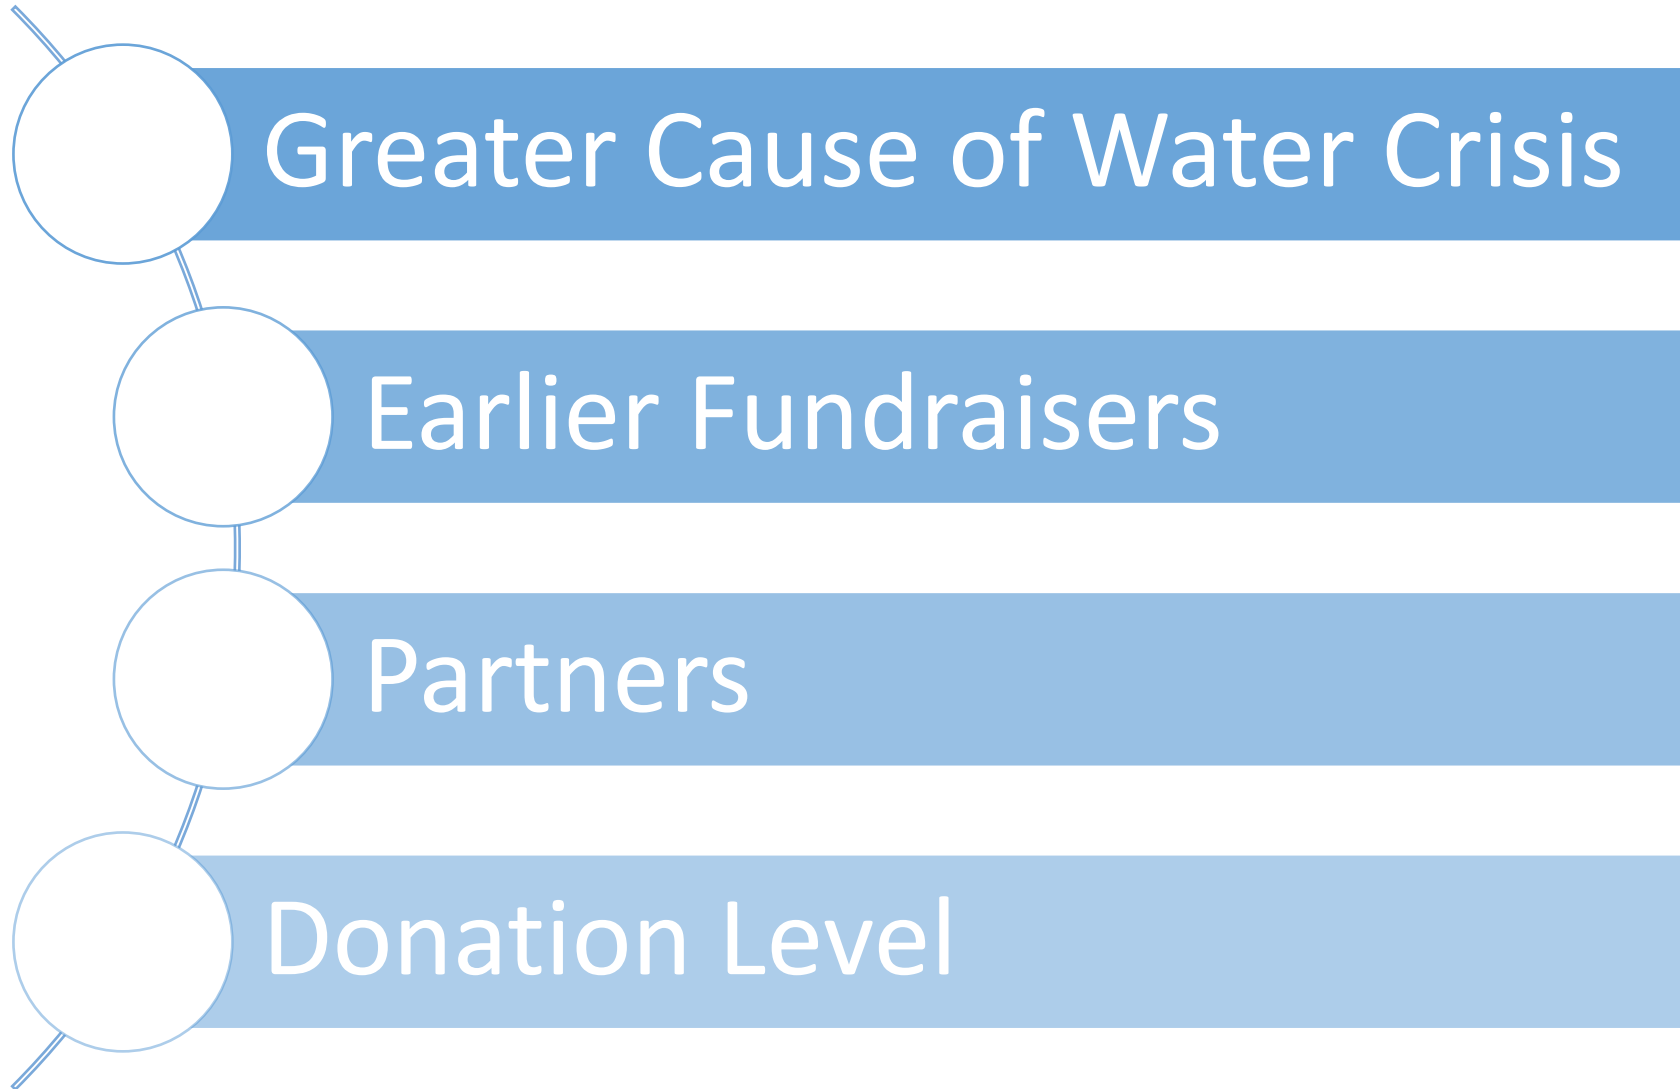 Greater Cause of Water Crisis
Earlier Fundraisers
Partners
Donation Level